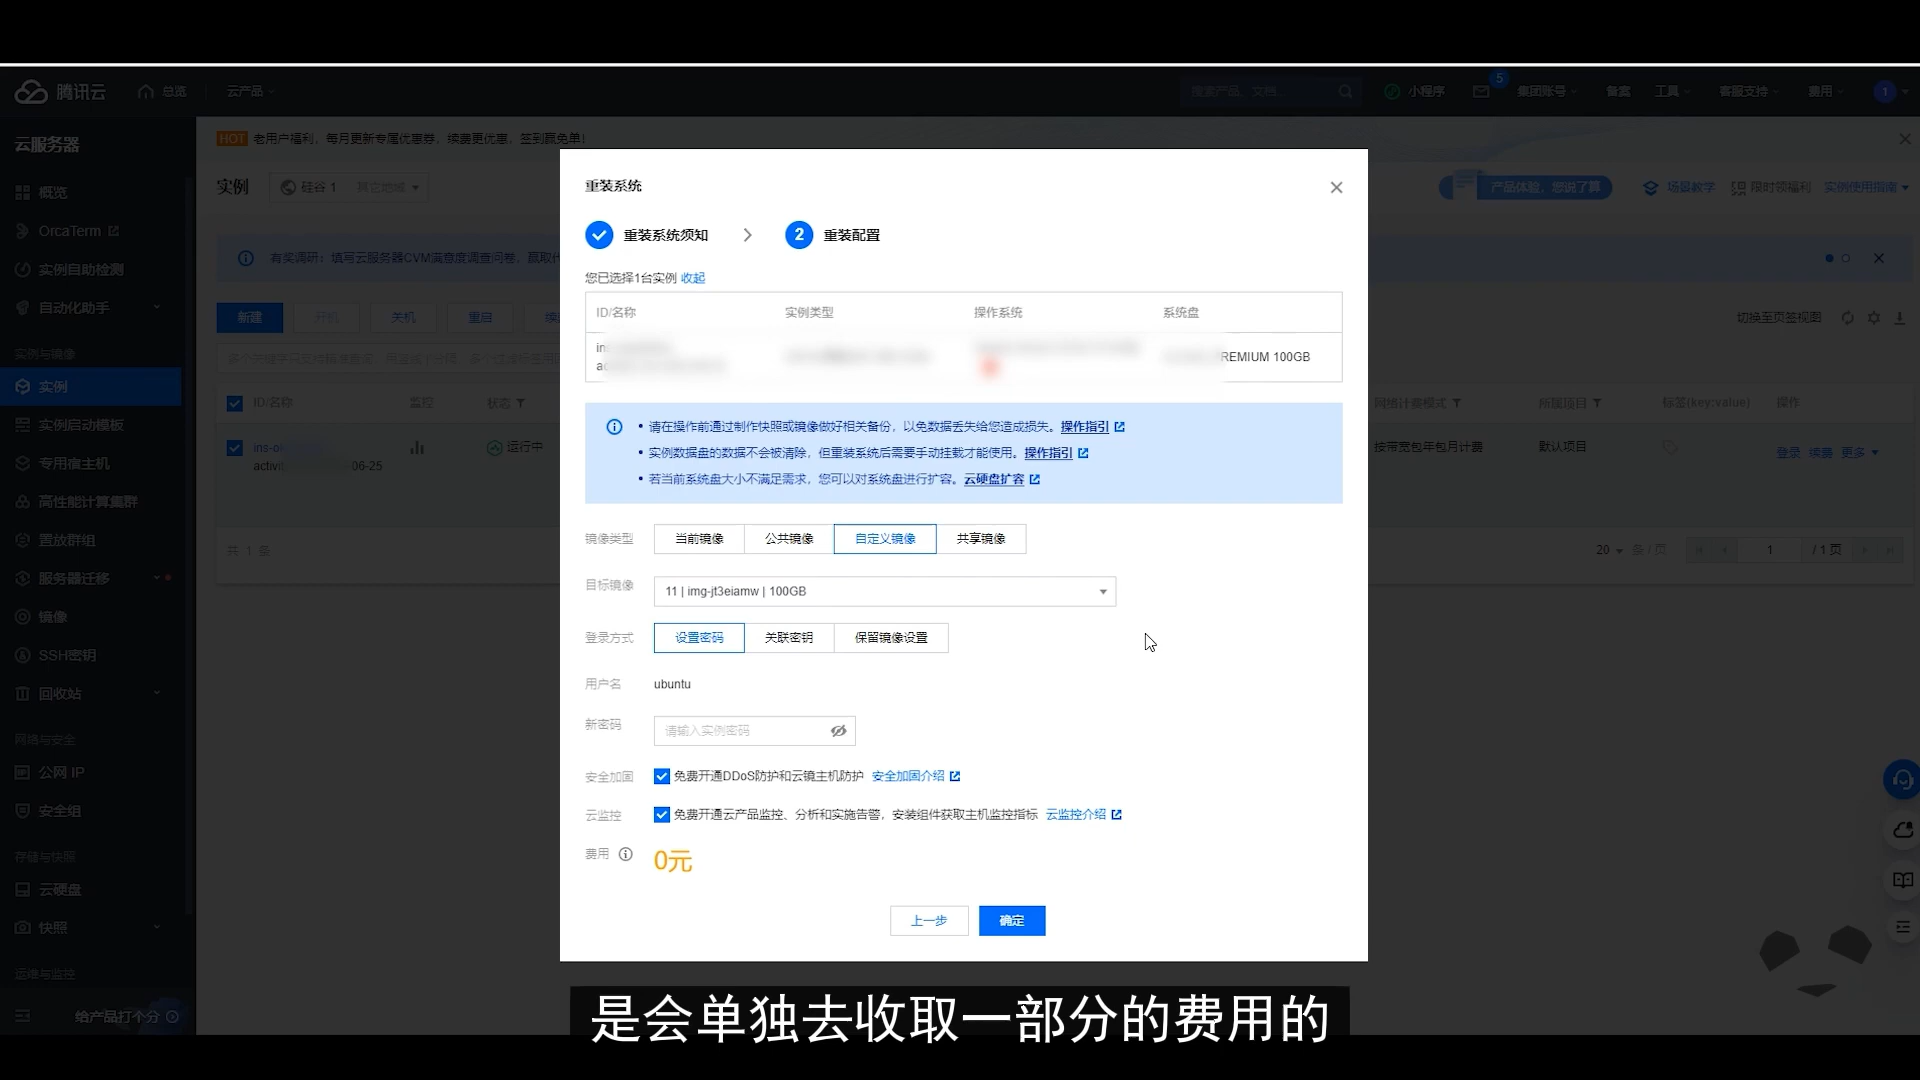 腾讯云
总览
云产品
搜索产品、文档...
小程序
5
集团账号
备案
工具
客服支持
费用
1
云服务器
概览
OrcaTerm
实例自助检测
自动化助手
实例与镜像
实例
实例启动模板
专用宿主机
高性能计算集群
置放群组
服务器迁移
镜像
SSH密钥
回收站
网络与安全
公网 IP
安全组
存储与快照
云硬盘
快照
运维与监控
给产品打个分
HOT 老用户福利，每月更新专属优惠券，续费更优惠，签到赢免单！
实例
硅谷 1 其它地域
产品体验，您说了算
场景教学
限时领福利
实例使用指南
有奖调研：填写云服务器CVM满意度调查问卷，赢取代
新建
开机
关机
重启
切换至页签视图
ID/名称
监控
状态
网络计费模式
所属项目
标签(key:value)
操作
运行中
06-25
按带宽包年包月计费
默认项目
登录 续费 更多
共 1 条
20 条 / 页
1
/ 1 页
重装系统
重装系统须知
2 重装配置
您已选择1台实例 收起
ID/名称
实例类型
操作系统
系统盘
REMIUM 100GB
• 请在操作前通过制作快照或镜像做好相关备份，以免数据丢失给您造成损失。操作指引
• 实例数据盘的数据不会被清除，但重装系统后需要手动挂载才能使用。操作指引
• 若当前系统盘大小不满足需求，您可以对系统盘进行扩容。云硬盘扩容
镜像类型
当前镜像
公共镜像
自定义镜像
共享镜像
目标镜像
11 | img-jt3eiamw | 100GB
登录方式
设置密码
关联密钥
保留镜像设置
用户名
ubuntu
新密码
请输入实例密码
安全加固
免费开通DDoS防护和云镜主机防护 安全加固介绍
云监控
免费开通云产品监控、分析和实施告警，安装组件获取主机监控指标 云监控介绍
费用
0元
上一步
确定
是会单独去收取一部分的费用的